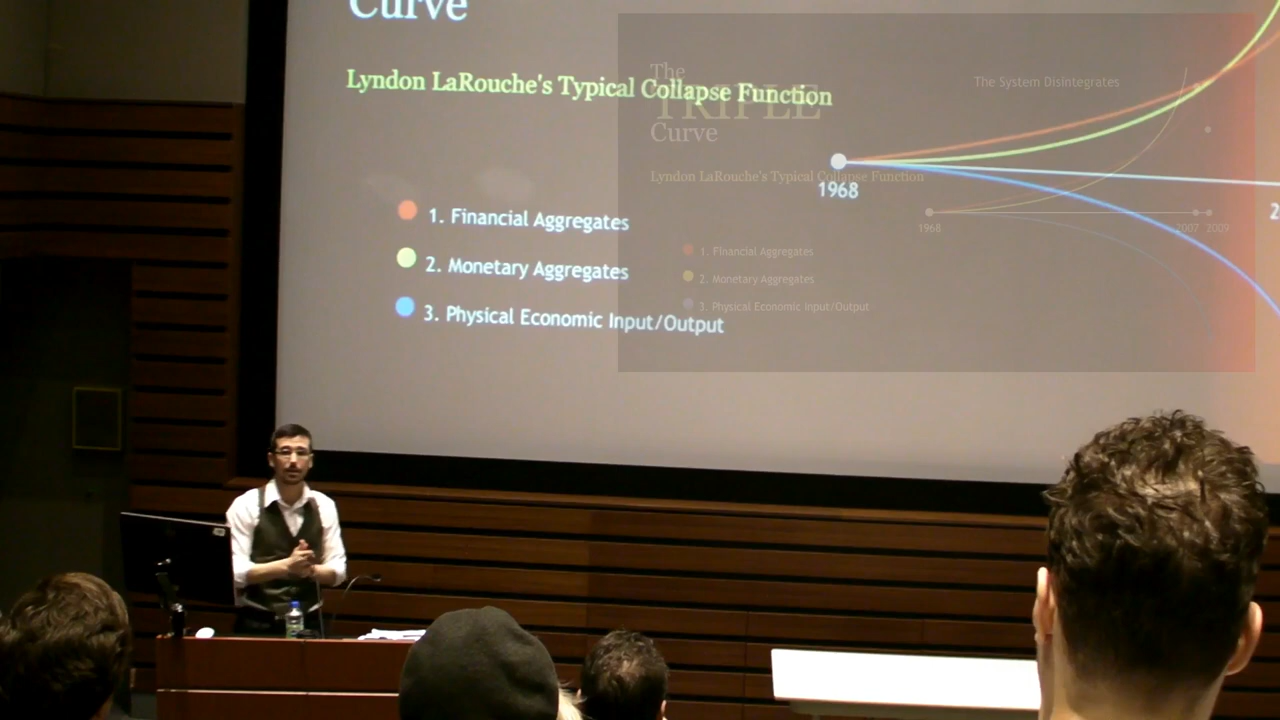 Curve
Lyndon LaRouche's Typical Collapse Function
1. Financial Aggregates
2. Monetary Aggregates
3. Physical Economic Input/Output
1968
2
The
TRIPLE
Curve
Lyndon LaRouche's Typical Collapse Function
1. Financial Aggregates
2. Monetary Aggregates
3. Physical Economic Input/Output
The System Disintegrates
1968
2007 2009